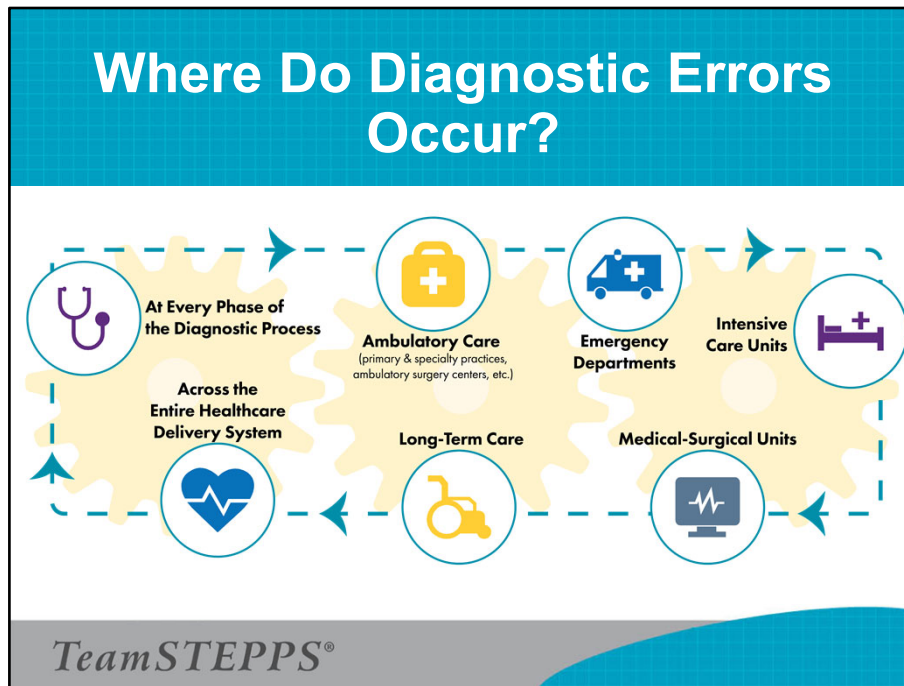 Where Do Diagnostic Errors
Occur?
At Every Phase of
the Diagnostic Process
Ambulatory Care
(primary & specialty practices,
ambulatory surgery centers, etc.)
Emergency
Departments
Intensive
Care Units
Across the
Entire Healthcare
Delivery System
Long-Term Care
Medical-Surgical Units
TeamSTEPPS®